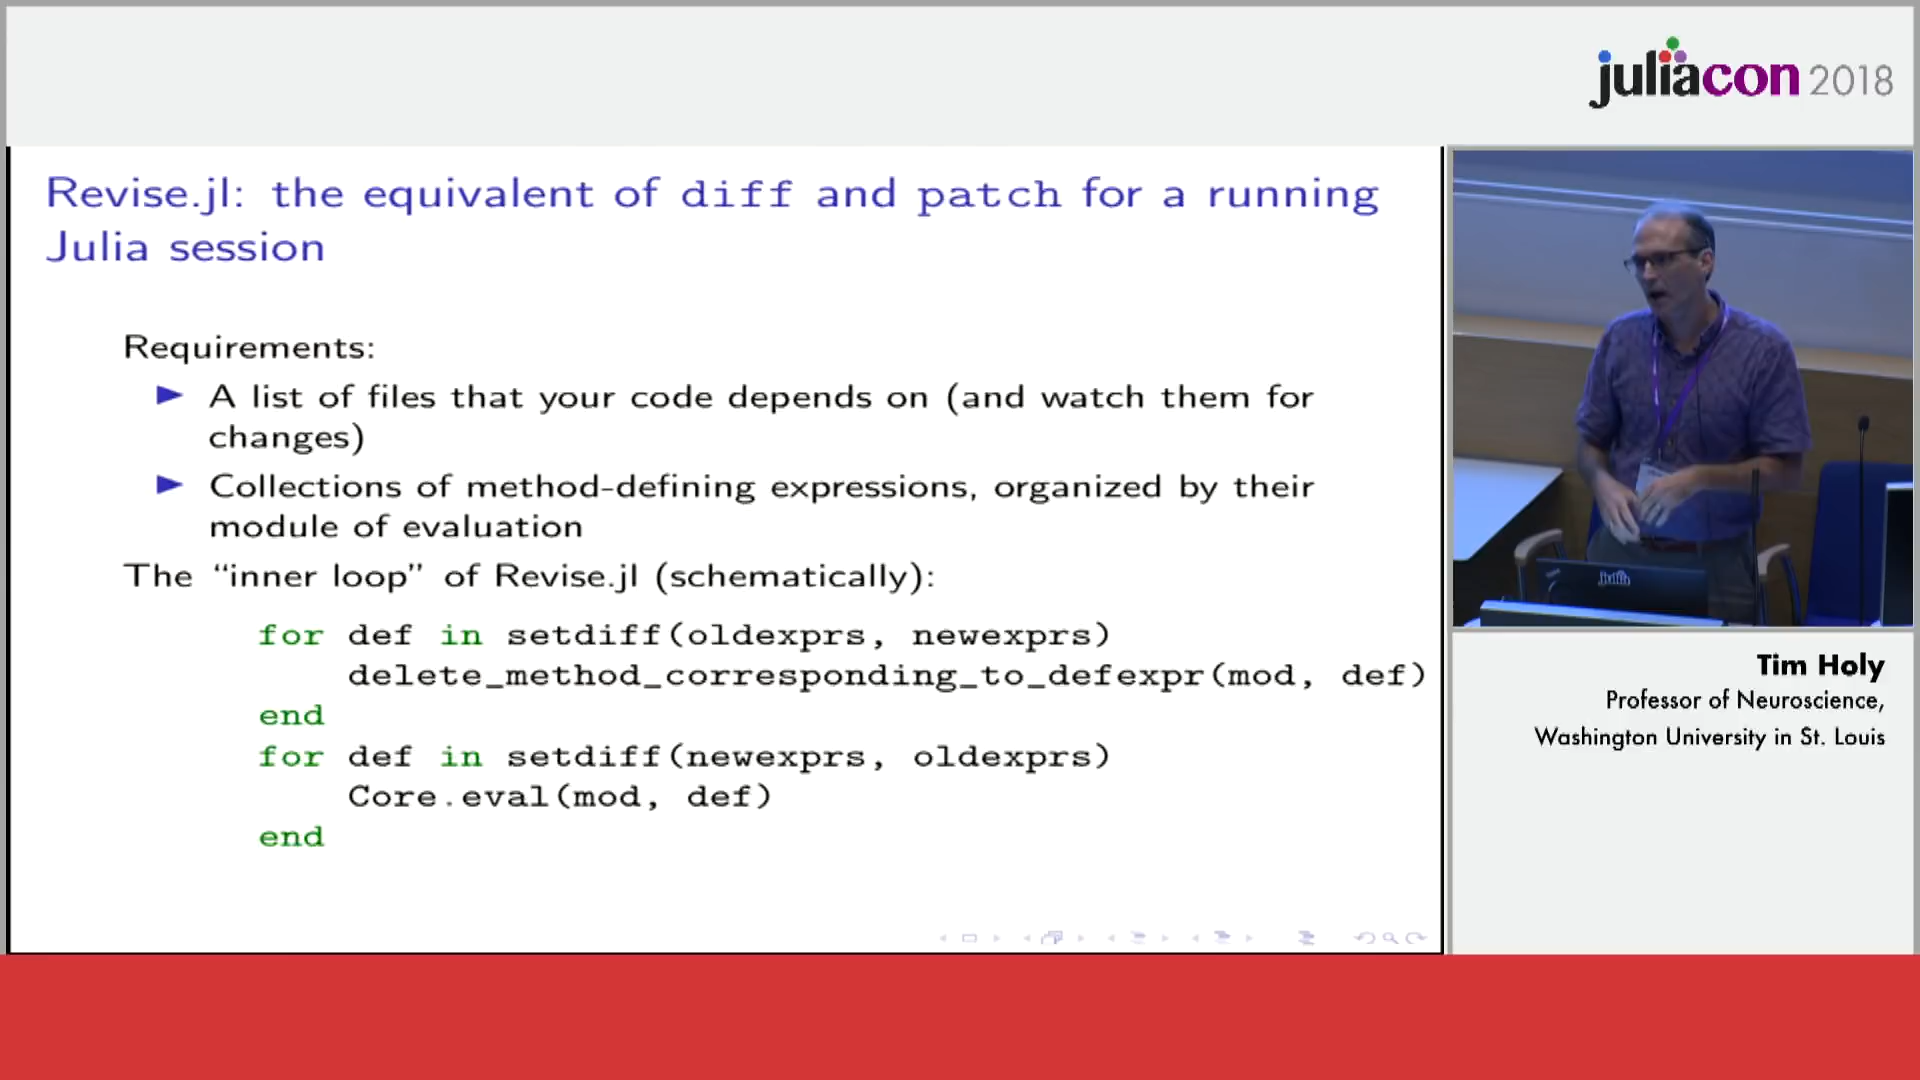 juliacon 2018
Revise.jl: the equivalent of diff and patch for a running
Julia session
Requirements:
A list of files that your code depends on (and watch them for
changes)
Collections of method-defining expressions, organized by their
module of evaluation
The “inner loop” of Revise.jl (schematically):
for def in setdiff(oldexprs, newexprs)
delete_method_corresponding_to_defexpr(mod, def)
end
for def in setdiff(newexprs, oldexprs)
Core.eval(mod, def)
end
julia
Tim Holy
Professor of Neuroscience,
Washington University in St. Louis